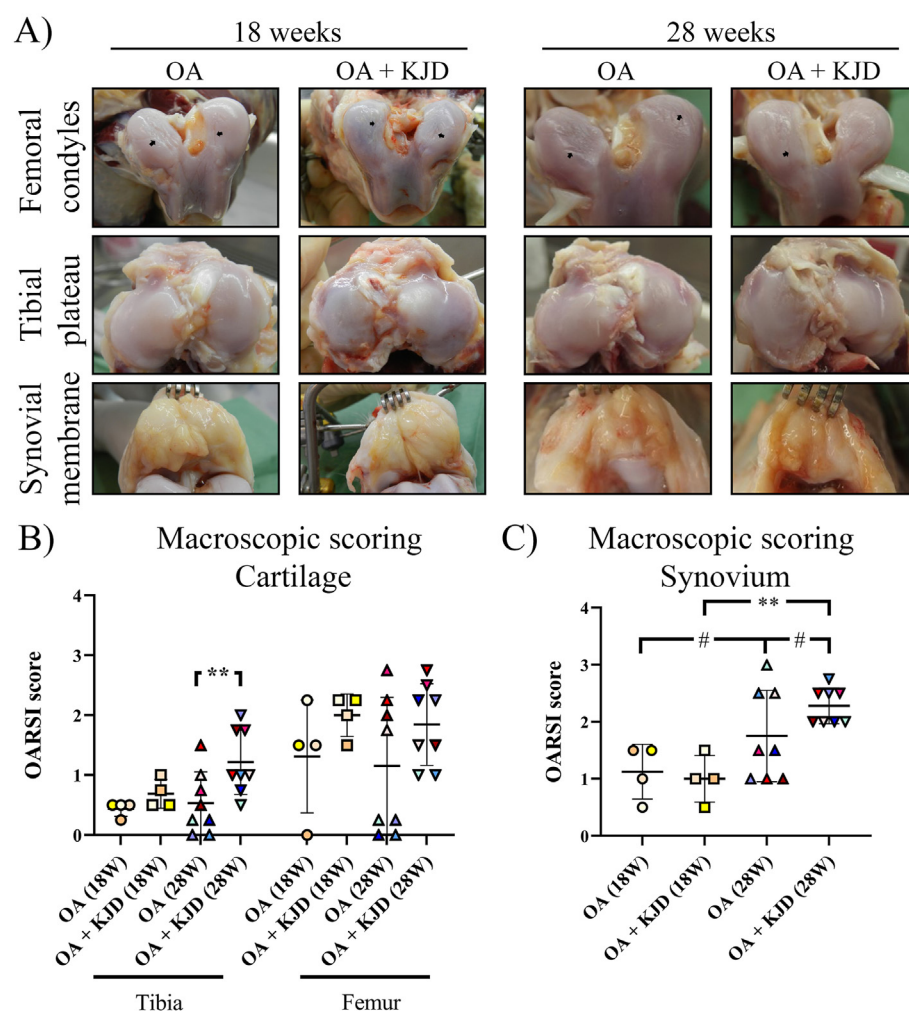 A)
18 weeks
28 weeks
OA
OA + KJD
OA
OA + KJD
Femoral
condyles
Tibial
plateau
Synovial
membrane
B)
Macroscopic scoring
Cartilage
OARSI score
4
3
2
1
0
**
OA (18W)
OA + KJD (18W)
OA (28W)
OA + KJD (28W)
OA (18W)
OA + KJD (18W)
OA (28W)
OA + KJD (28W)
Tibia
Femur
C)
Macroscopic scoring
Synovium
OARSI score
4
3
2
1
0
**
#
#
OA (18W)
OA + KJD (18W)
OA (28W)
OA + KJD (28W)